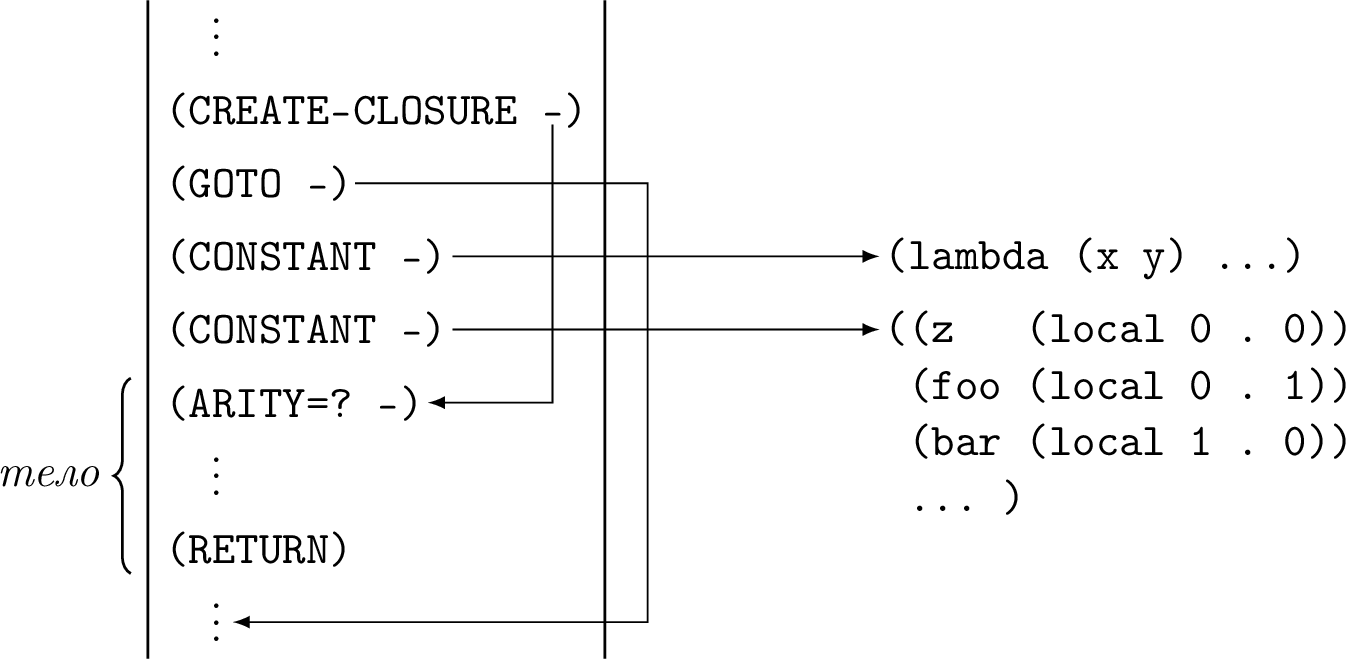 ⋮
(CREATE-CLOSURE -)
(GOTO -)
(CONSTANT -)
(lambda (x y) ...)
(CONSTANT -)
((z   (local 0 . 0))
(foo (local 0 . 1))
(bar (local 1 . 0))
... )
(ARITY=? -)
тело
⋮
(RETURN)
⋮